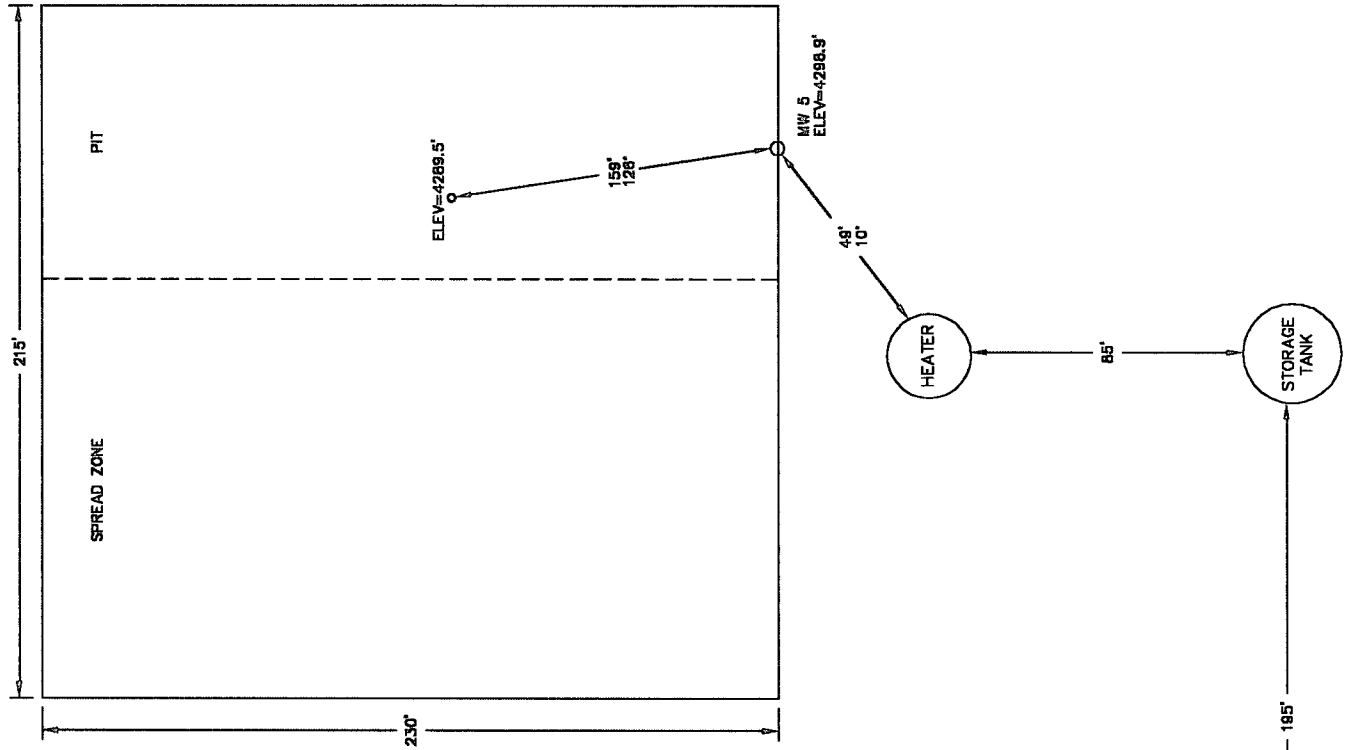 215'
PIT
SPREAD ZONE
ELEV=4289.5'
159'
126°
MW 5
ELEV=4298.9'
49'
10°
HEATER
85'
STORAGE
TANK
230'
195'